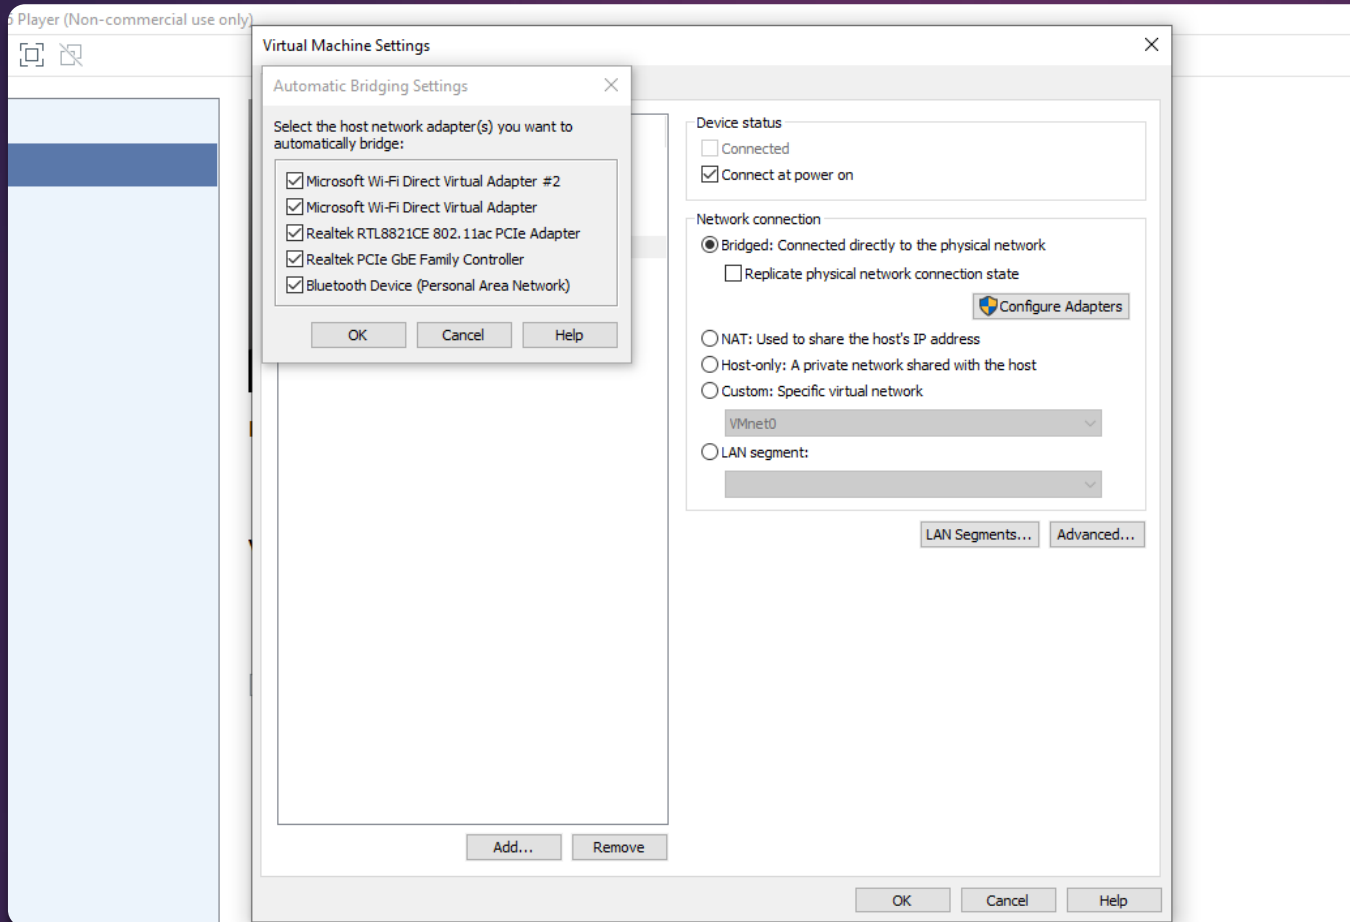 Player (Non-commercial use only)
Virtual Machine Settings
Automatic Bridging Settings
Select the host network adapter(s) you want to
automatically bridge:
Microsoft Wi-Fi Direct Virtual Adapter #2
Microsoft Wi-Fi Direct Virtual Adapter
Realtek RTL8821CE 802.11ac PCIe Adapter
Realtek PCIe GbE Family Controller
Bluetooth Device (Personal Area Network)
OK
Cancel
Help
Device status
Connected
Connect at power on
Network connection
Bridged: Connected directly to the physical network
Replicate physical network connection state
Configure Adapters
NAT: Used to share the host's IP address
Host-only: A private network shared with the host
Custom: Specific virtual network
VMnet0
LAN segment:
LAN Segments...
Advanced...
Add...
Remove
OK
Cancel
Help